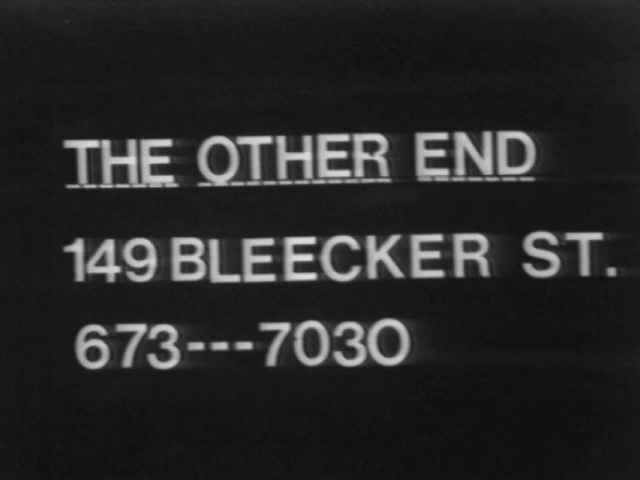 THE OTHER END
149 BLEECKER ST.
673---7030